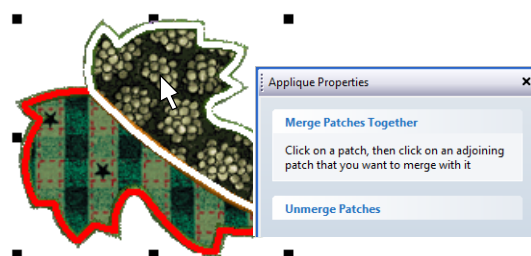 Applique Properties
Merge Patches Together
Click on a patch, then click on an adjoining
patch that you want to merge with it
Unmerge Patches